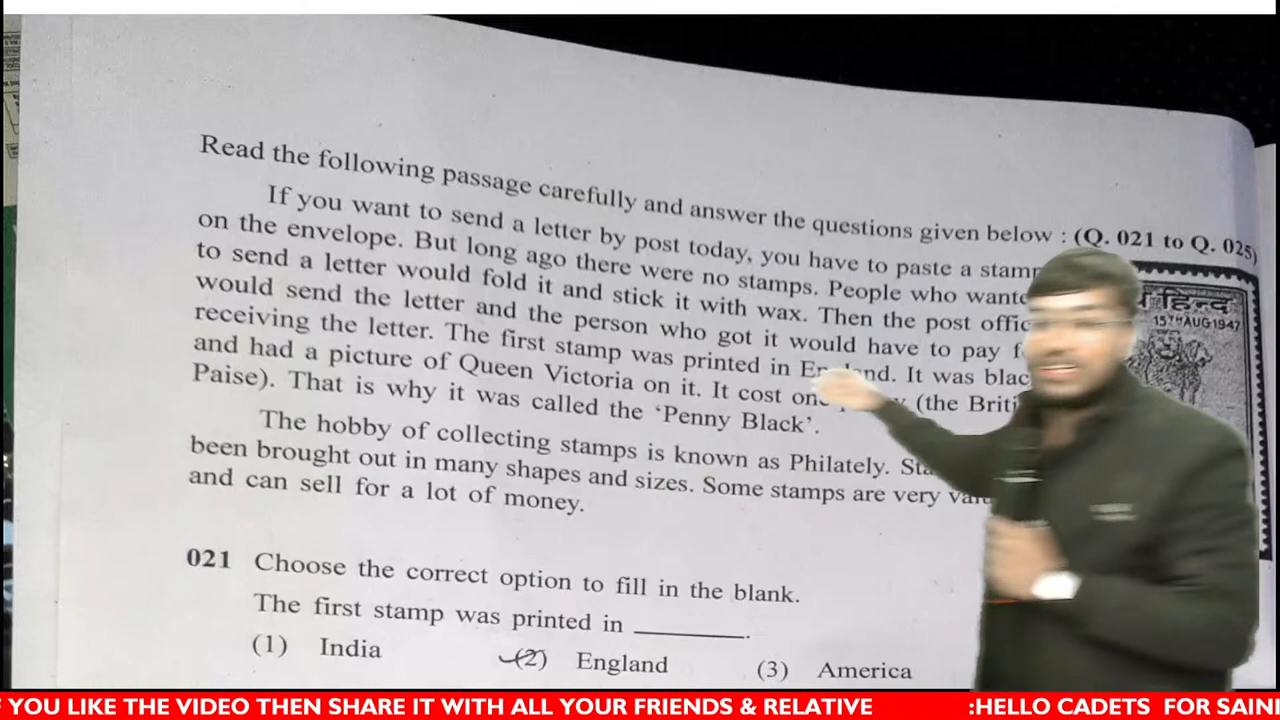 Read the following passage carefully and answer the questions given below : (Q. 021 to Q. 025)
If you want to send a letter by post today, you have to paste a stamp
on the envelope. But long ago there were no stamps. People who wante
to send a letter would fold it and stick it with wax. Then the post offic
would send the letter and the person who got it would have to pay f
receiving the letter. The first stamp was printed in England. It was blac
and had a picture of Queen Victoria on it. It cost one (the Briti
Paise). That is why it was called the 'Penny Black'.
The hobby of collecting stamps is known as Philately. Sta
been brought out in many shapes and sizes. Some stamps are very valu
and can sell for a lot of money.
हिन्द
15TH AUG 1947
021 Choose the correct option to fill in the blank.
The first stamp was printed in ________.
(1) India (2) England (3) America
F YOU LIKE THE VIDEO THEN SHARE IT WITH ALL YOUR FRIENDS & RELATIVE :HELLO CADETS FOR SAINI